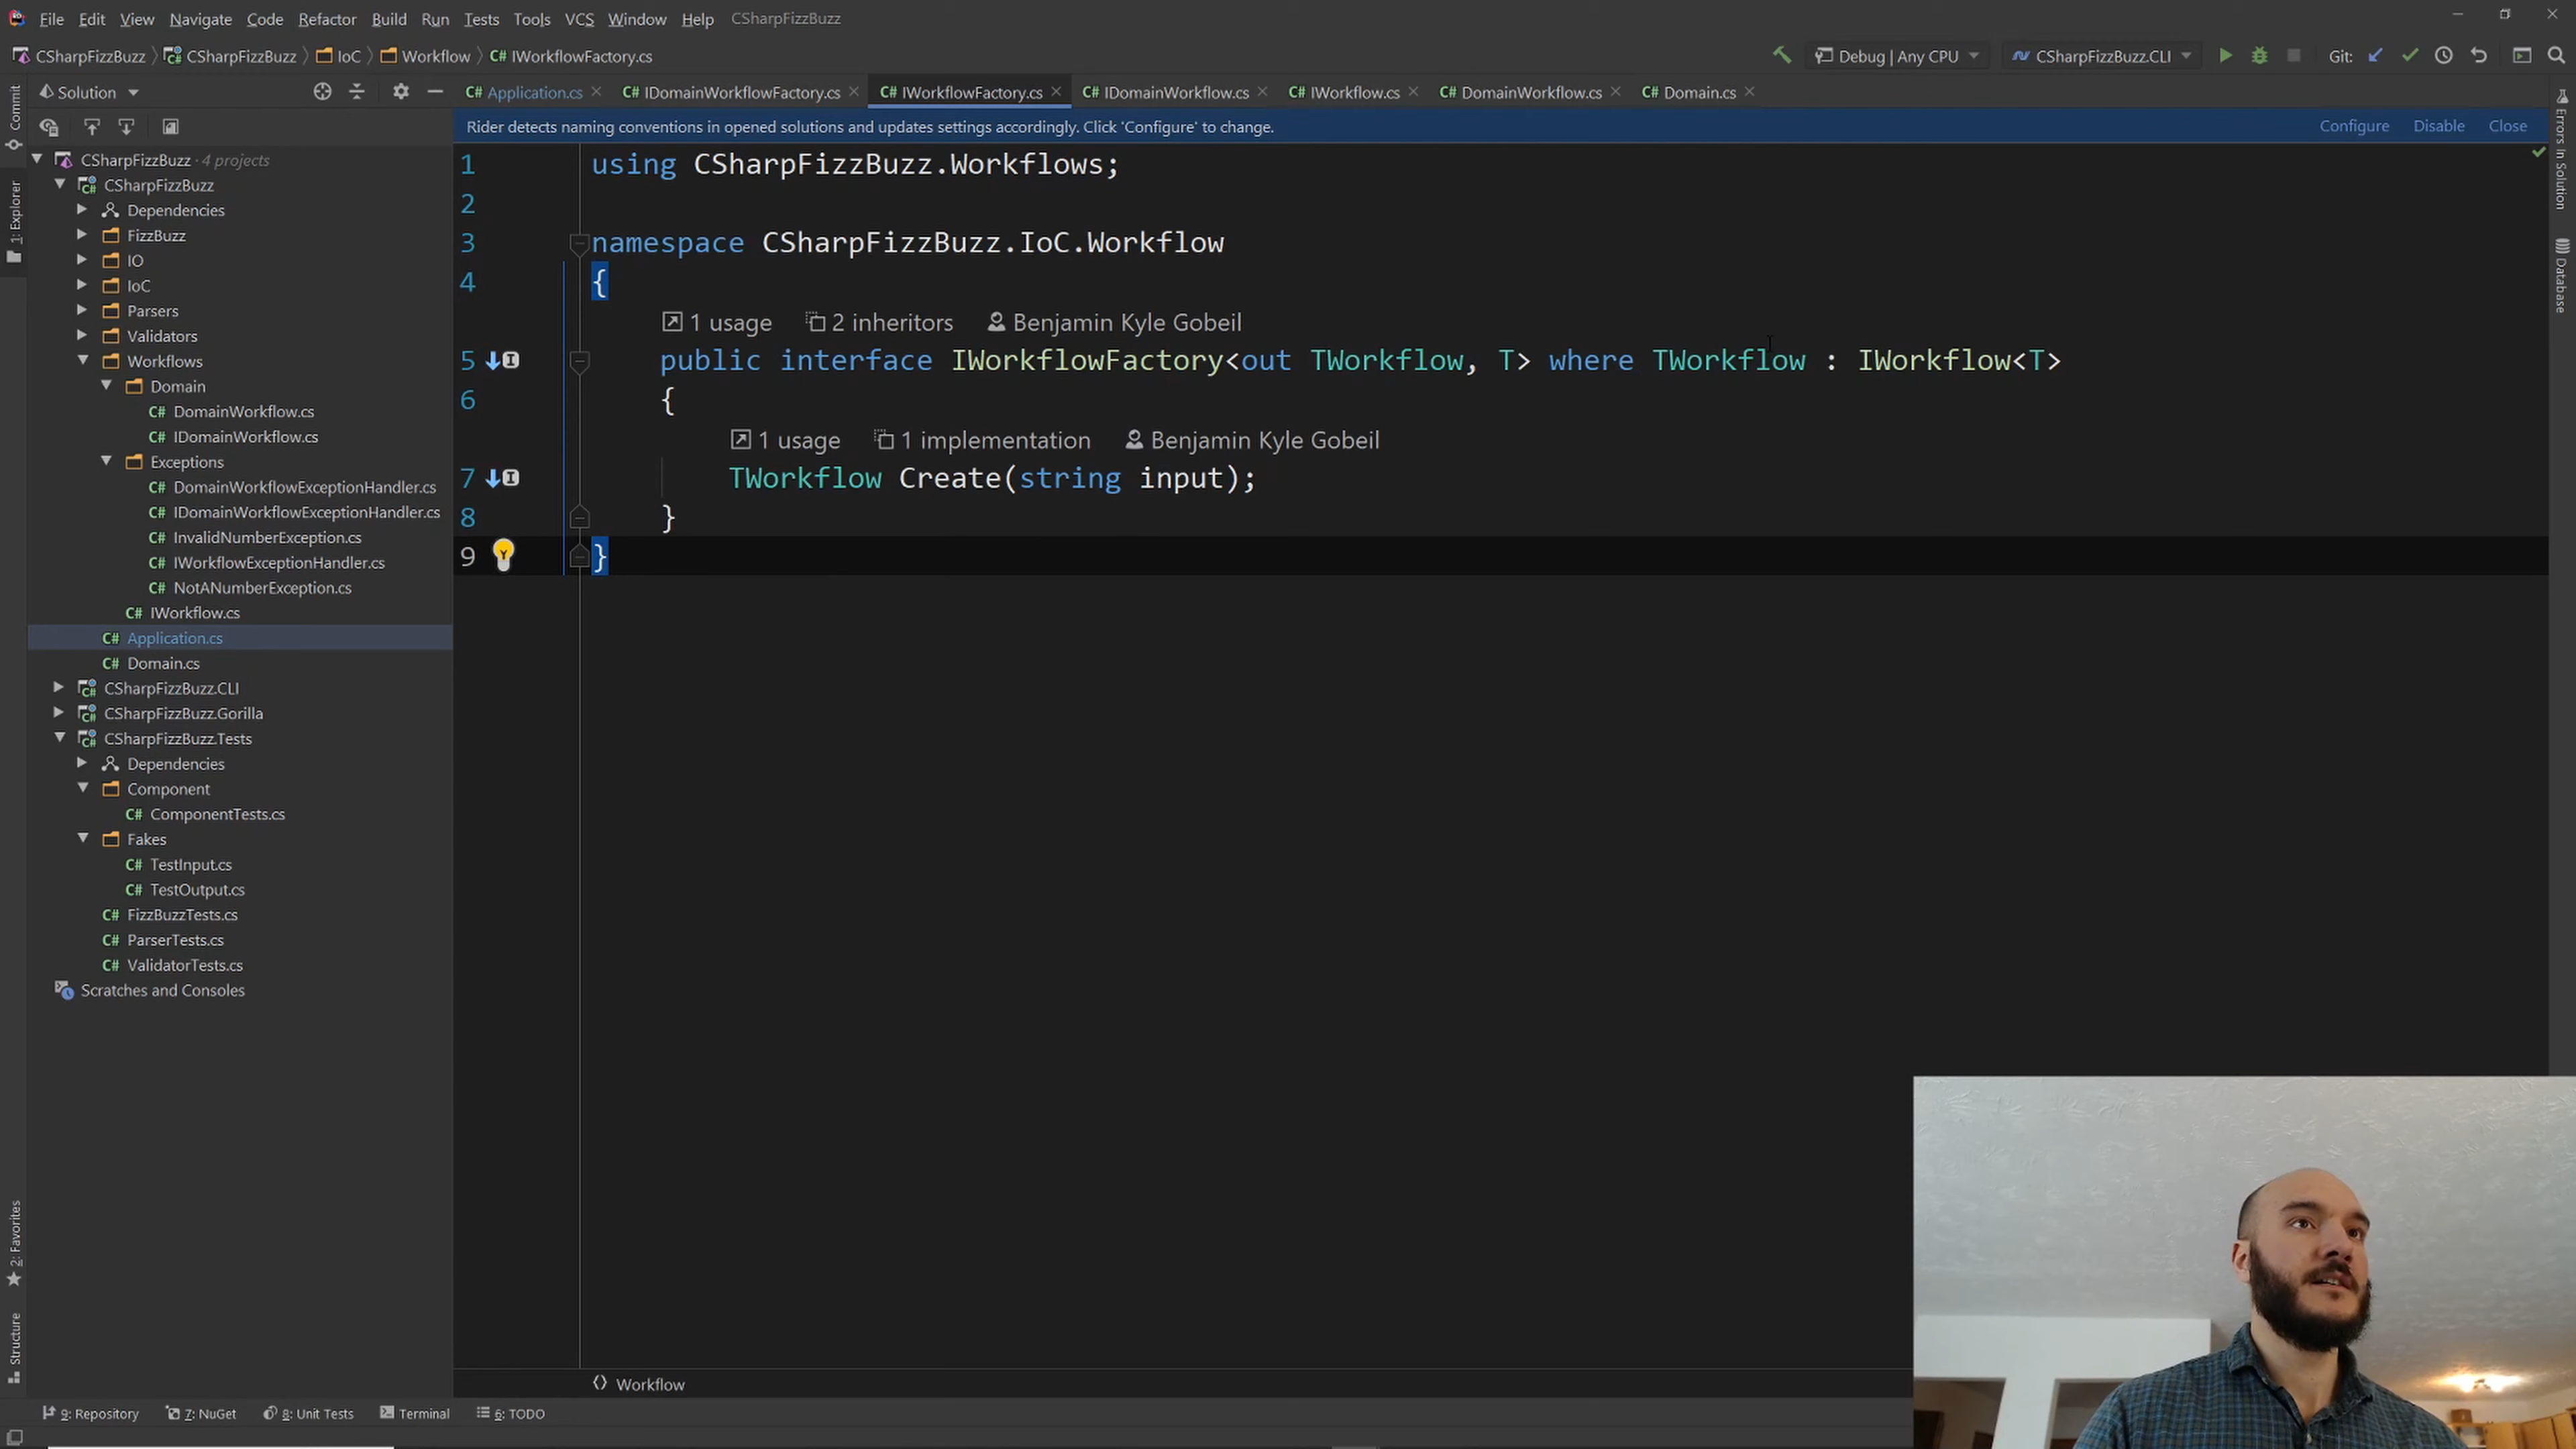 File Edit View Navigate Code Refactor Build Run Tests Tools VCS Window Help CSharpFizzBuzz
CSharpFizzBuzz CSharpFizzBuzz IoC Workflow C# IWorkflowFactory.cs Debug | Any CPU CSharpFizzBuzz.CLI Git:
Solution
C# Application.cs C# IDomainWorkflowFactory.cs C# IWorkflowFactory.cs C# IDomainWorkflow.cs C# IWorkflow.cs C# DomainWorkflow.cs C# Domain.cs
Rider detects naming conventions in opened solutions and updates settings accordingly. Click 'Configure' to change. Configure Disable Close
Commit
1: Explorer
2: Favorites
Structure
CSharpFizzBuzz · 4 projects
CSharpFizzBuzz
Dependencies
FizzBuzz
IO
IoC
Parsers
Validators
Workflows
Domain
C# DomainWorkflow.cs
C# IDomainWorkflow.cs
Exceptions
C# DomainWorkflowExceptionHandler.cs
C# IDomainWorkflowExceptionHandler.cs
C# InvalidNumberException.cs
C# IWorkflowExceptionHandler.cs
C# NotANumberException.cs
C# IWorkflow.cs
C# Application.cs
C# Domain.cs
CSharpFizzBuzz.CLI
CSharpFizzBuzz.Gorilla
CSharpFizzBuzz.Tests
Dependencies
Component
C# ComponentTests.cs
Fakes
C# TestInput.cs
C# TestOutput.cs
C# FizzBuzzTests.cs
C# ParserTests.cs
C# ValidatorTests.cs
Scratches and Consoles
1 using CSharpFizzBuzz.Workflows;
2
3 namespace CSharpFizzBuzz.IoC.Workflow
4 {
1 usage 2 inheritors Benjamin Kyle Gobeil
5 public interface IWorkflowFactory<out TWorkflow, T> where TWorkflow : IWorkflow<T>
6 {
1 usage 1 implementation Benjamin Kyle Gobeil
7 TWorkflow Create(string input);
8 }
9 }
Errors in Solution
Database
Workflow
9: Repository 7: NuGet 8: Unit Tests Terminal 6: TODO